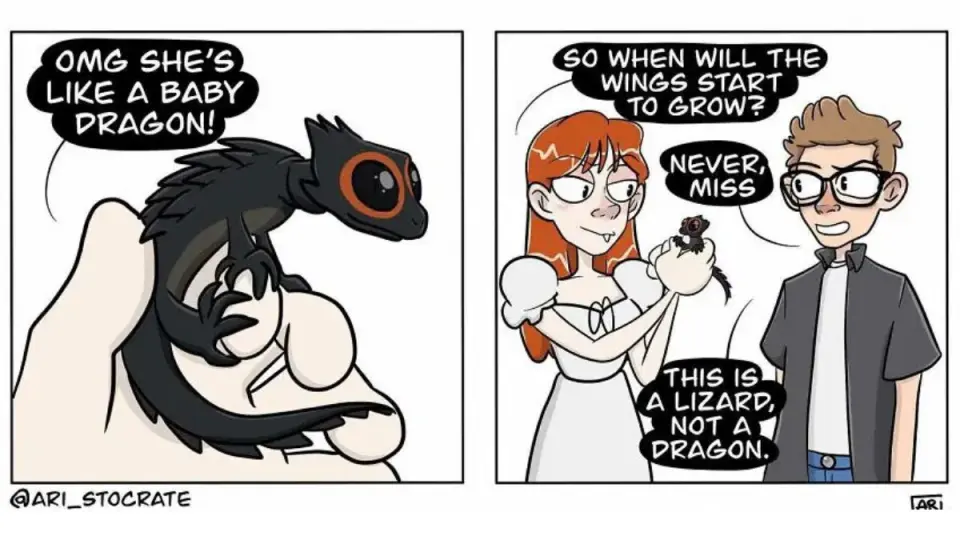 OMG SHE'S
LIKE A BABY
DRAGON!
SO WHEN WILL THE
WINGS START
TO GROW?
NEVER,
MISS
THIS IS
A LIZARD,
NOT A
DRAGON.
@ARI_STOCRATE
ARI